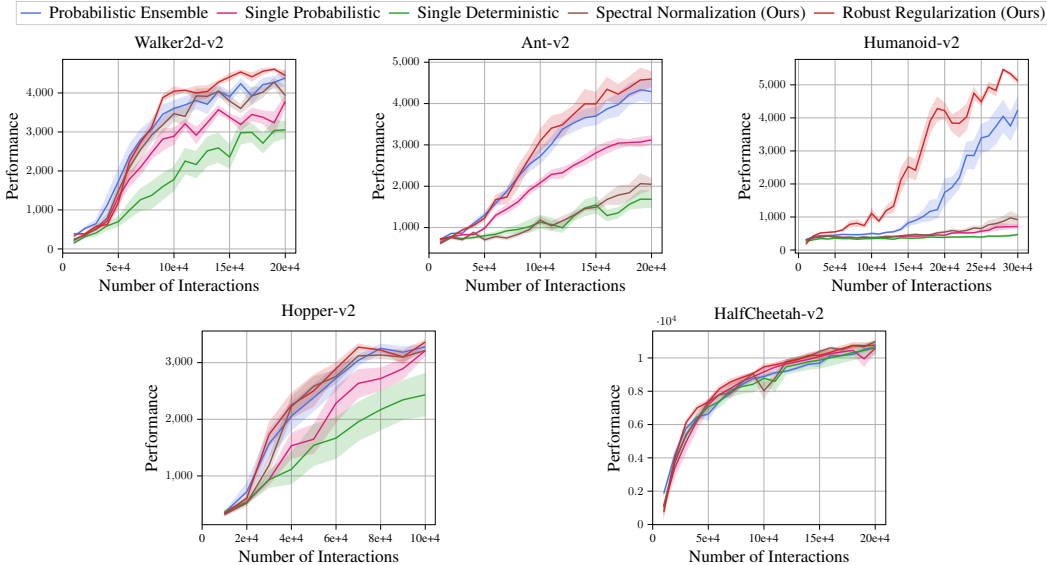 Probabilistic Ensemble Single Probabilistic Single Deterministic Spectral Normalization (Ours) Robust Regularization (Ours)
Walker2d-v2
Performance
4,000
3,000
2,000
1,000
0
0 5e+4 10e+4 15e+4 20e+4
Number of Interactions
Ant-v2
Performance
5,000
4,000
3,000
2,000
1,000
0
0 5e+4 10e+4 15e+4 20e+4
Number of Interactions
Humanoid-v2
Performance
6,000
5,000
4,000
3,000
2,000
1,000
0
0 5e+4 10e+4 15e+4 20e+4 25e+4 30e+4
Number of Interactions
Hopper-v2
Performance
3,000
2,000
1,000
0 2e+4 4e+4 6e+4 8e+4 10e+4
Number of Interactions
HalfCheetah-v2
·10⁴
Performance
1
0.8
0.6
0.4
0.2
0
0 5e+4 10e+4 15e+4 20e+4
Number of Interactions